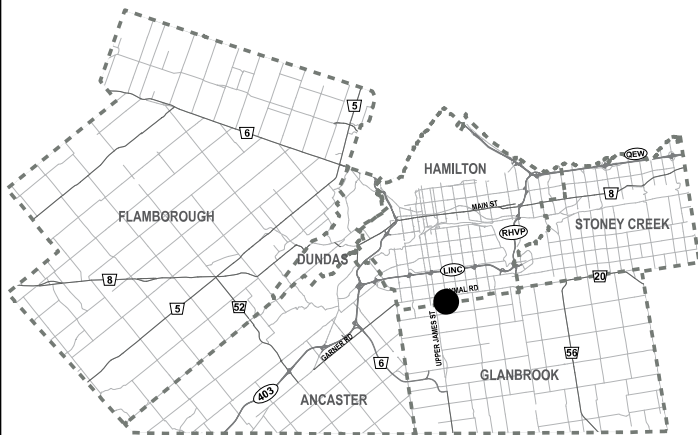 5
6
HAMILTON
QEW
8
MAIN ST
FLAMBOROUGH
STONEY CREEK
RHVP
DUNDAS
LINC
8
20
YMAL RD
5
52
UPPER JAMES ST
GARNER RD
56
6
GLANBROOK
403
ANCASTER